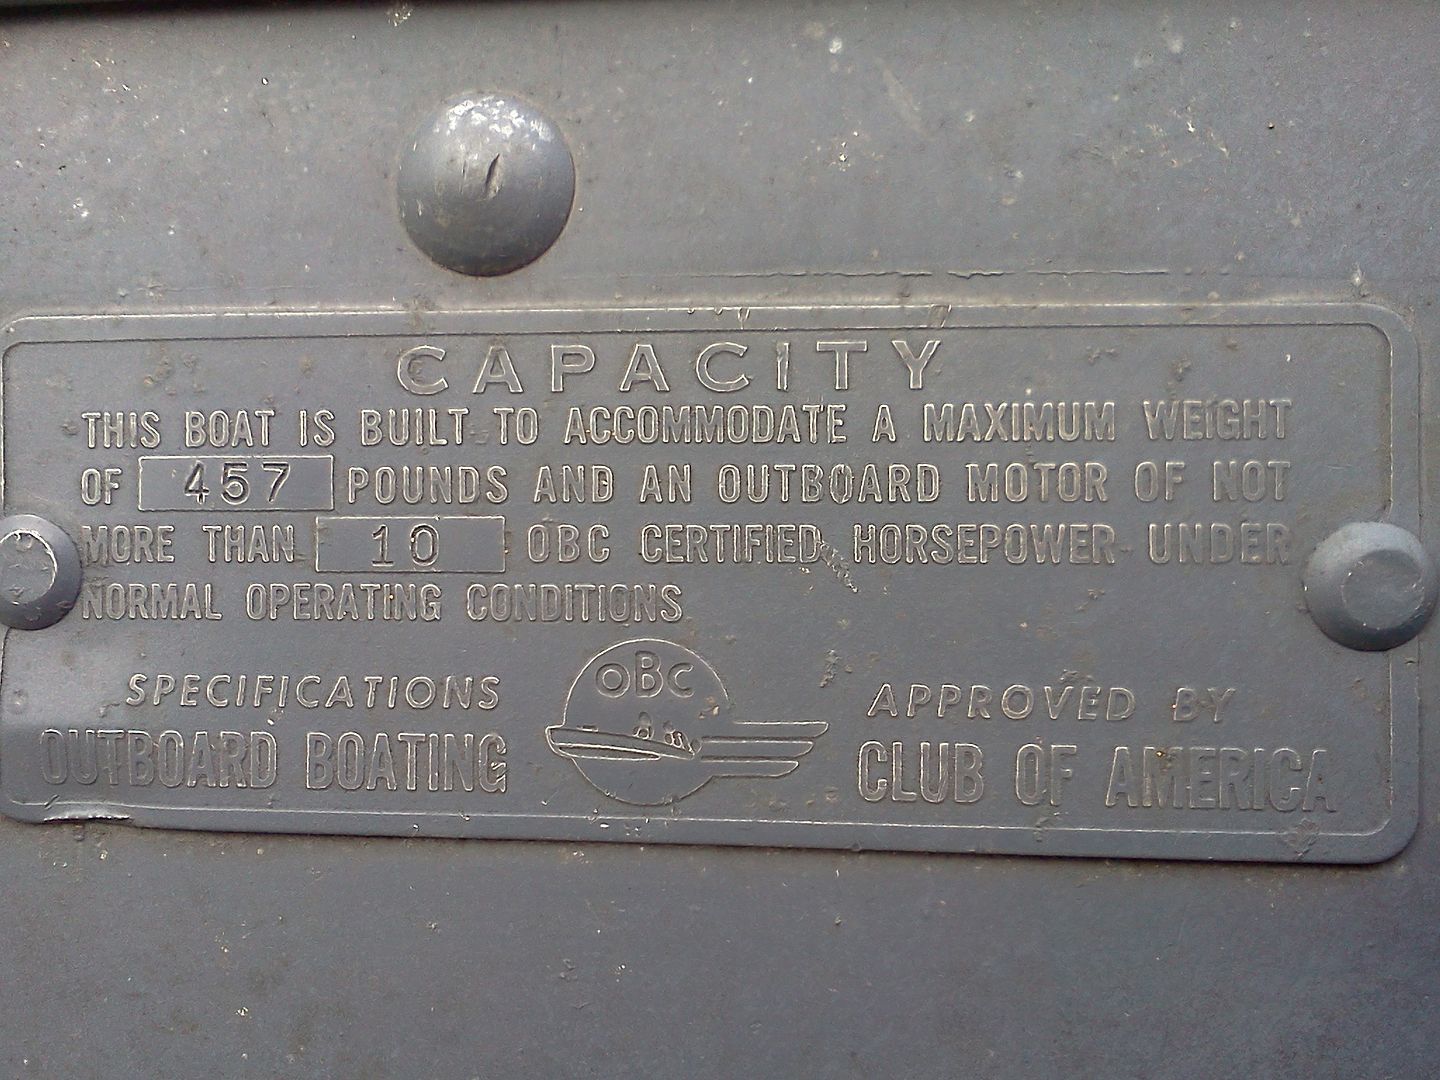 CAPACITY
THIS BOAT IS BUILT TO ACCOMMODATE A MAXIMUM WEIGHT
OF 457 POUNDS AND AN OUTBOARD MOTOR OF NOT
MORE THAN 10 OBC CERTIFIED HORSEPOWER UNDER
NORMAL OPERATING CONDITIONS
OBC
SPECIFICATIONS APPROVED BY
OUTBOARD BOATING CLUB OF AMERICA